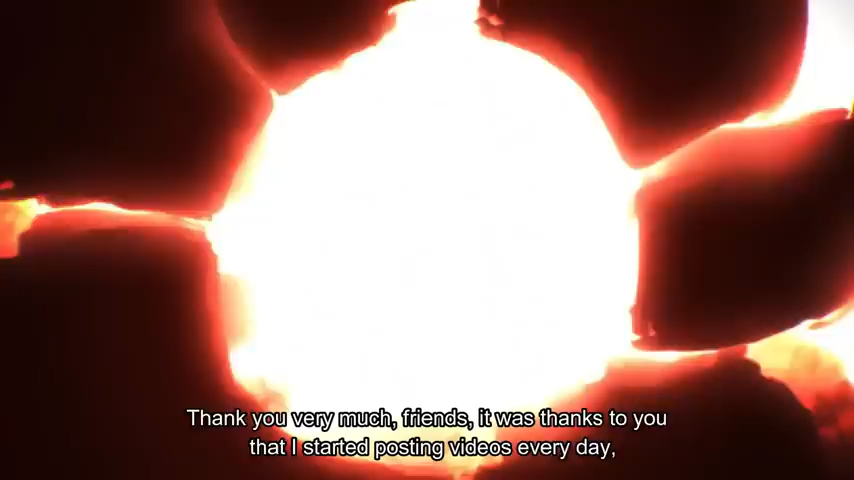 Thank you very much, friends, it was thanks to you
that I started posting videos every day,